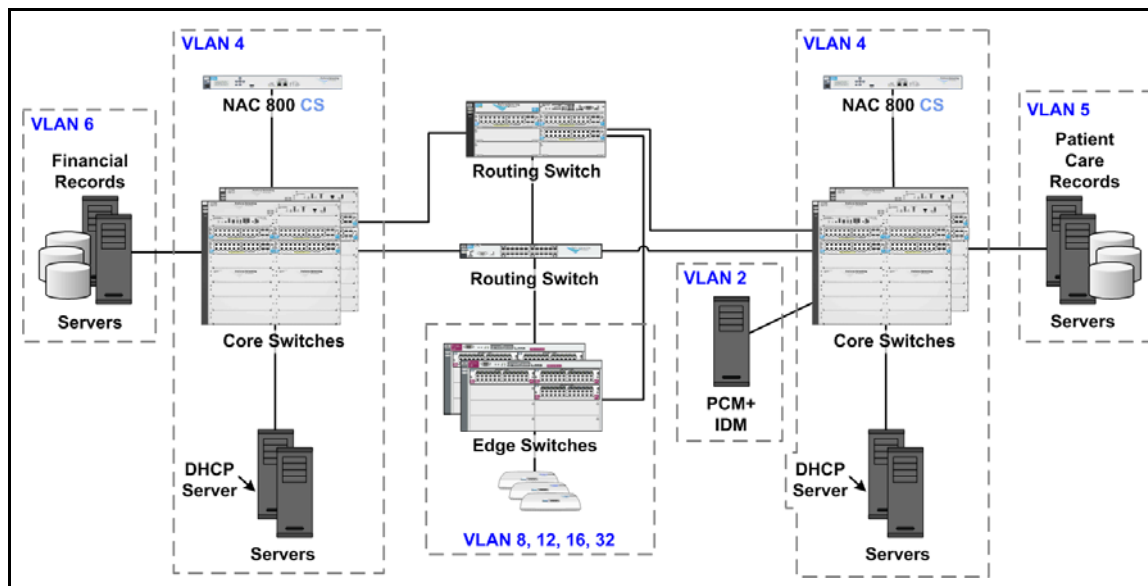 VLAN 4
NAC 800 CS
VLAN 6
Financial
Records
Servers
Core Switches
DHCP
Server
Servers
Routing Switch
Routing Switch
Edge Switches
VLAN 8, 12, 16, 32
VLAN 2
PCM+
IDM
VLAN 4
NAC 800 CS
Core Switches
DHCP
Server
Servers
VLAN 5
Patient
Care
Records
Servers